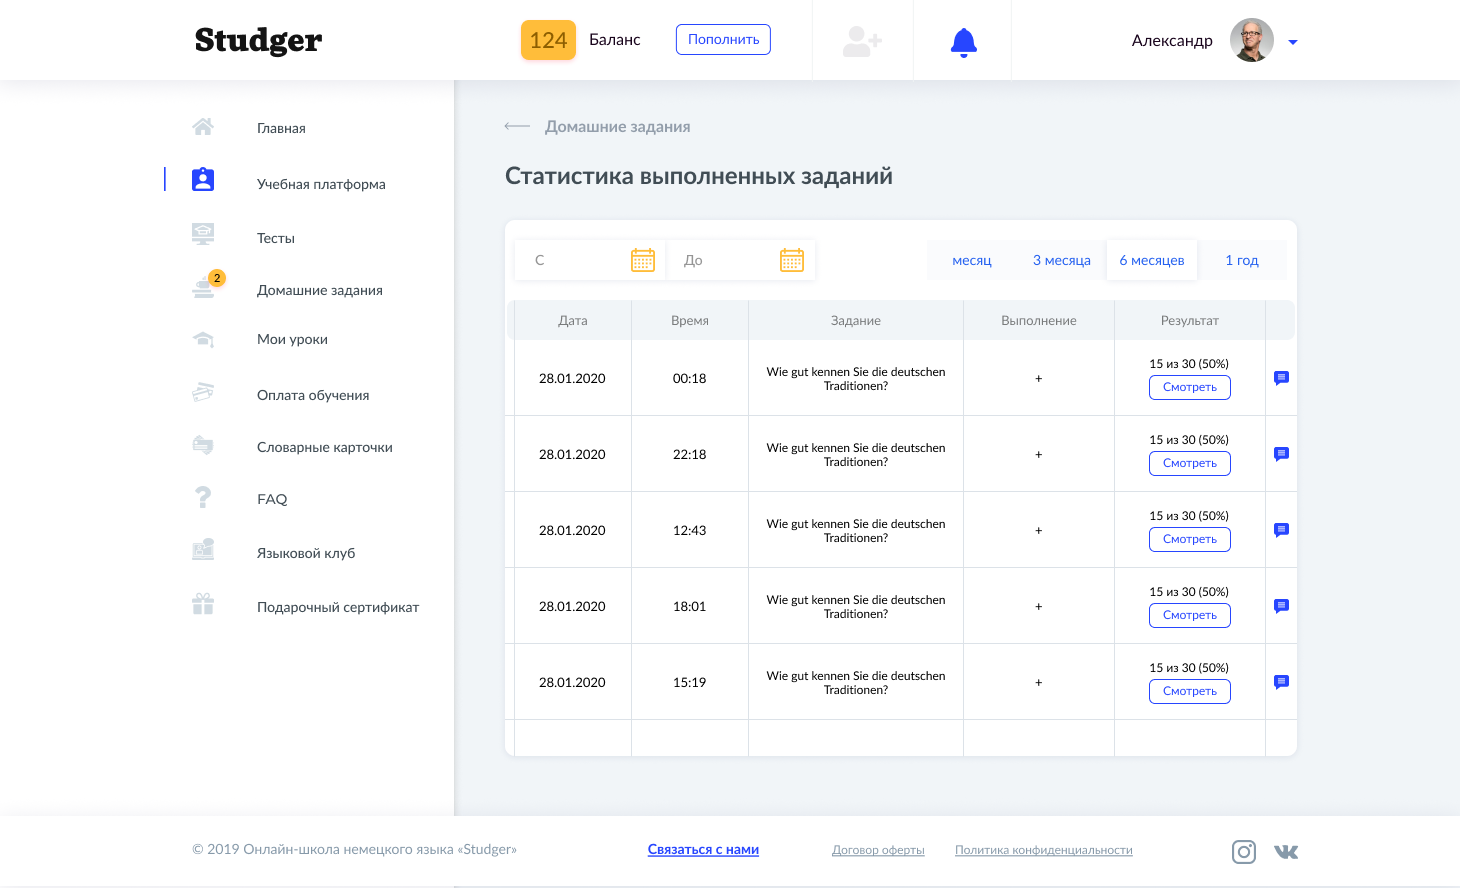 Studger
124 Баланс Пополнить
Александр
Главная
Учебная платформа
Тесты
2
Домашние задания
Мои уроки
Оплата обучения
Словарные карточки
FAQ
Языковой клуб
Подарочный сертификат
Домашние задания
Статистика выполненных заданий
С До месяц 3 месяца 6 месяцев 1 год
Дата Время Задание Выполнение Результат
28.01.2020 00:18 Wie gut kennen Sie die deutschen
Traditionen? + 15 из 30 (50%)
Смотреть
28.01.2020 22:18 Wie gut kennen Sie die deutschen
Traditionen? + 15 из 30 (50%)
Смотреть
28.01.2020 12:43 Wie gut kennen Sie die deutschen
Traditionen? + 15 из 30 (50%)
Смотреть
28.01.2020 18:01 Wie gut kennen Sie die deutschen
Traditionen? + 15 из 30 (50%)
Смотреть
28.01.2020 15:19 Wie gut kennen Sie die deutschen
Traditionen? + 15 из 30 (50%)
Смотреть
© 2019 Онлайн-школа немецкого языка «Studger» Связаться с нами Договор оферты Политика конфиденциальности